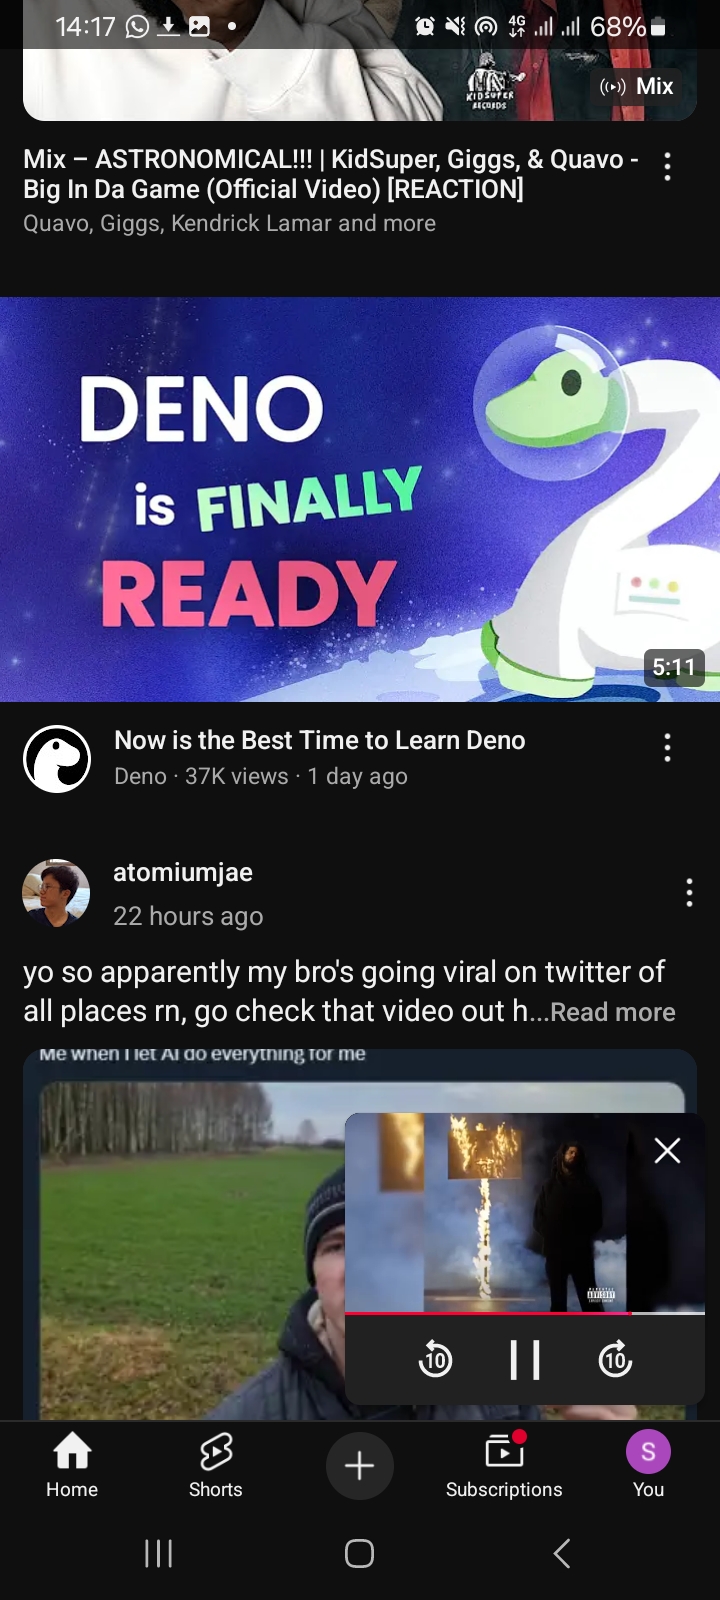 14:17
4G
68%
KIDSUPER
RECORDS
Mix
Mix – ASTRONOMICAL!!! | KidSuper, Giggs, & Quavo -
Big In Da Game (Official Video) [REACTION]
Quavo, Giggs, Kendrick Lamar and more
DENO
is FINALLY
READY
5:11
Now is the Best Time to Learn Deno
Deno · 37K views · 1 day ago
atomiumjae
22 hours ago
yo so apparently my bro's going viral on twitter of
all places rn, go check that video out h...Read more
Me when I let AI do everything for me
10
10
Home
Shorts
Subscriptions
S
You